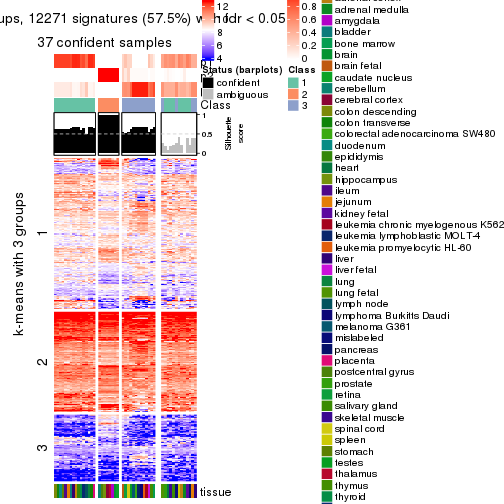 ups, 12271 signatures (57.5%) with fdr < 0.05
37 confident samples
12
10
8
6
4
0.8
0.6
0.4
0.2
0
Status (barplots)
confident
ambiguous
Class
1
2
3
Class
1
0.5
0
Silhouette
score
k-means with 3 groups
1
2
3
tissue
adrenal medulla
amygdala
bladder
bone marrow
brain
brain fetal
caudate nucleus
cerebellum
cerebral cortex
colon descending
colon transverse
colorectal adenocarcinoma SW480
duodenum
epididymis
heart
hippocampus
ileum
jejunum
kidney fetal
leukemia chronic myelogenous K562
leukemia lymphoblastic MOLT-4
leukemia promyelocytic HL-60
liver
liver fetal
lung
lung fetal
lymph node
lymphoma Burkitts Daudi
melanoma G361
mislabeled
pancreas
placenta
postcentral gyrus
prostate
retina
salivary gland
skeletal muscle
spinal cord
spleen
stomach
testes
thalamus
thymus
thyroid